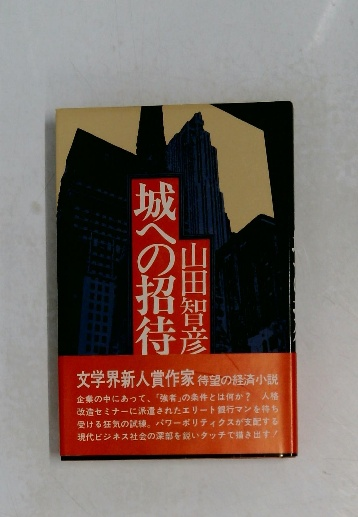 城への招待
山田智彦
文学界新人賞作家 待望の経済小説
企業の中にあって、「強者」の条件とは何か？ 人格
改造セミナーに派遣されたエリート銀行マンを待ち
受ける狂気の試練。パワーポリティクスが支配する
現代ビジネス社会の深部を鋭いタッチで描き出す！